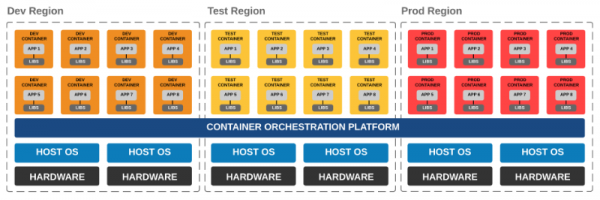 Dev Region
Test Region
Prod Region
DEV CONTAINER APP 1 LIBS
DEV CONTAINER APP 2 LIBS
DEV CONTAINER APP 3 LIBS
DEV CONTAINER APP 4 LIBS
TEST CONTAINER APP 1 LIBS
TEST CONTAINER APP 2 LIBS
TEST CONTAINER APP 3 LIBS
TEST CONTAINER APP 4 LIBS
PROD CONTAINER APP 1 LIBS
PROD CONTAINER APP 2 LIBS
PROD CONTAINER APP 3 LIBS
PROD CONTAINER APP 4 LIBS
DEV CONTAINER APP 5 LIBS
DEV CONTAINER APP 6 LIBS
DEV CONTAINER APP 7 LIBS
DEV CONTAINER APP 8 LIBS
TEST CONTAINER APP 5 LIBS
TEST CONTAINER APP 6 LIBS
TEST CONTAINER APP 7 LIBS
TEST CONTAINER APP 8 LIBS
PROD CONTAINER APP 5 LIBS
PROD CONTAINER APP 6 LIBS
PROD CONTAINER APP 7 LIBS
PROD CONTAINER APP 8 LIBS
CONTAINER ORCHESTRATION PLATFORM
HOST OS
HOST OS
HOST OS
HOST OS
HOST OS
HOST OS
HARDWARE
HARDWARE
HARDWARE
HARDWARE
HARDWARE
HARDWARE